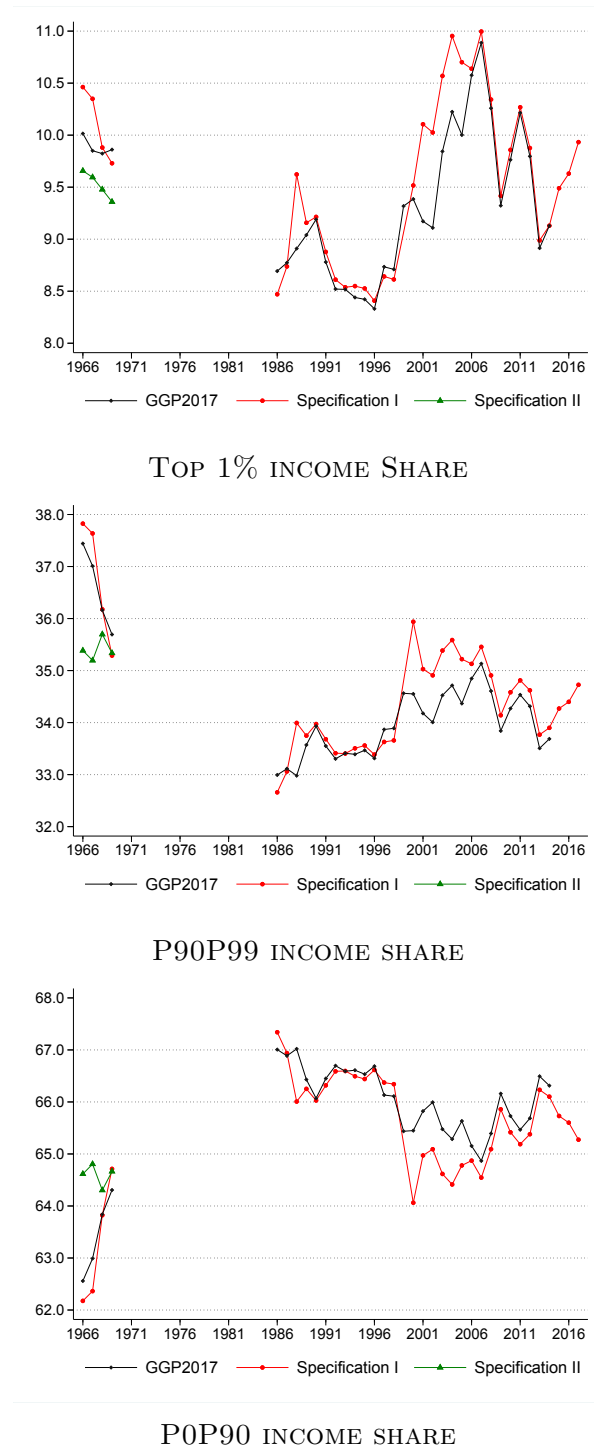 11.0
10.5
10.0
9.5
9.0
8.5
8.0
1966 1971 1976 1981 1986 1991 1996 2001 2006 2011 2016
GGP2017 Specification I Specification II
Top 1% income Share
38.0
37.0
36.0
35.0
34.0
33.0
32.0
1966 1971 1976 1981 1986 1991 1996 2001 2006 2011 2016
GGP2017 Specification I Specification II
P90P99 income share
68.0
67.0
66.0
65.0
64.0
63.0
62.0
1966 1971 1976 1981 1986 1991 1996 2001 2006 2011 2016
GGP2017 Specification I Specification II
P0P90 income share